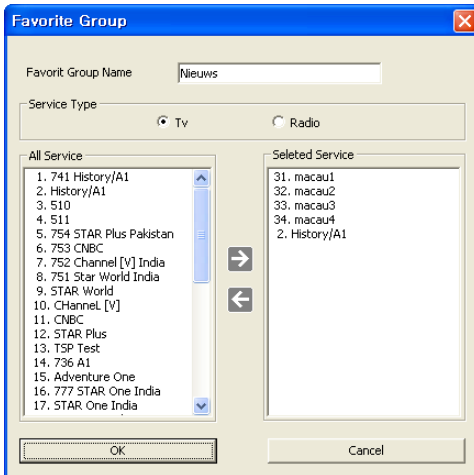 Favorite Group
Favorit Group Name
Nieuws
Service Type
Tv
Radio
All Service
1. 741 History/A1
2. History/A1
3. 510
4. 511
5. 754 STAR Plus Pakistan
6. 753 CNBC
7. 752 Channel [V] India
8. 751 Star World India
9. STAR World
10. CHanneL [V]
11. CNBC
12. STAR Plus
13. TSP Test
14. 736 A1
15. Adventure One
16. 777 STAR One India
17. STAR One India
Seleted Service
31. macau1
32. macau2
33. macau3
34. macau4
2. History/A1
OK
Cancel